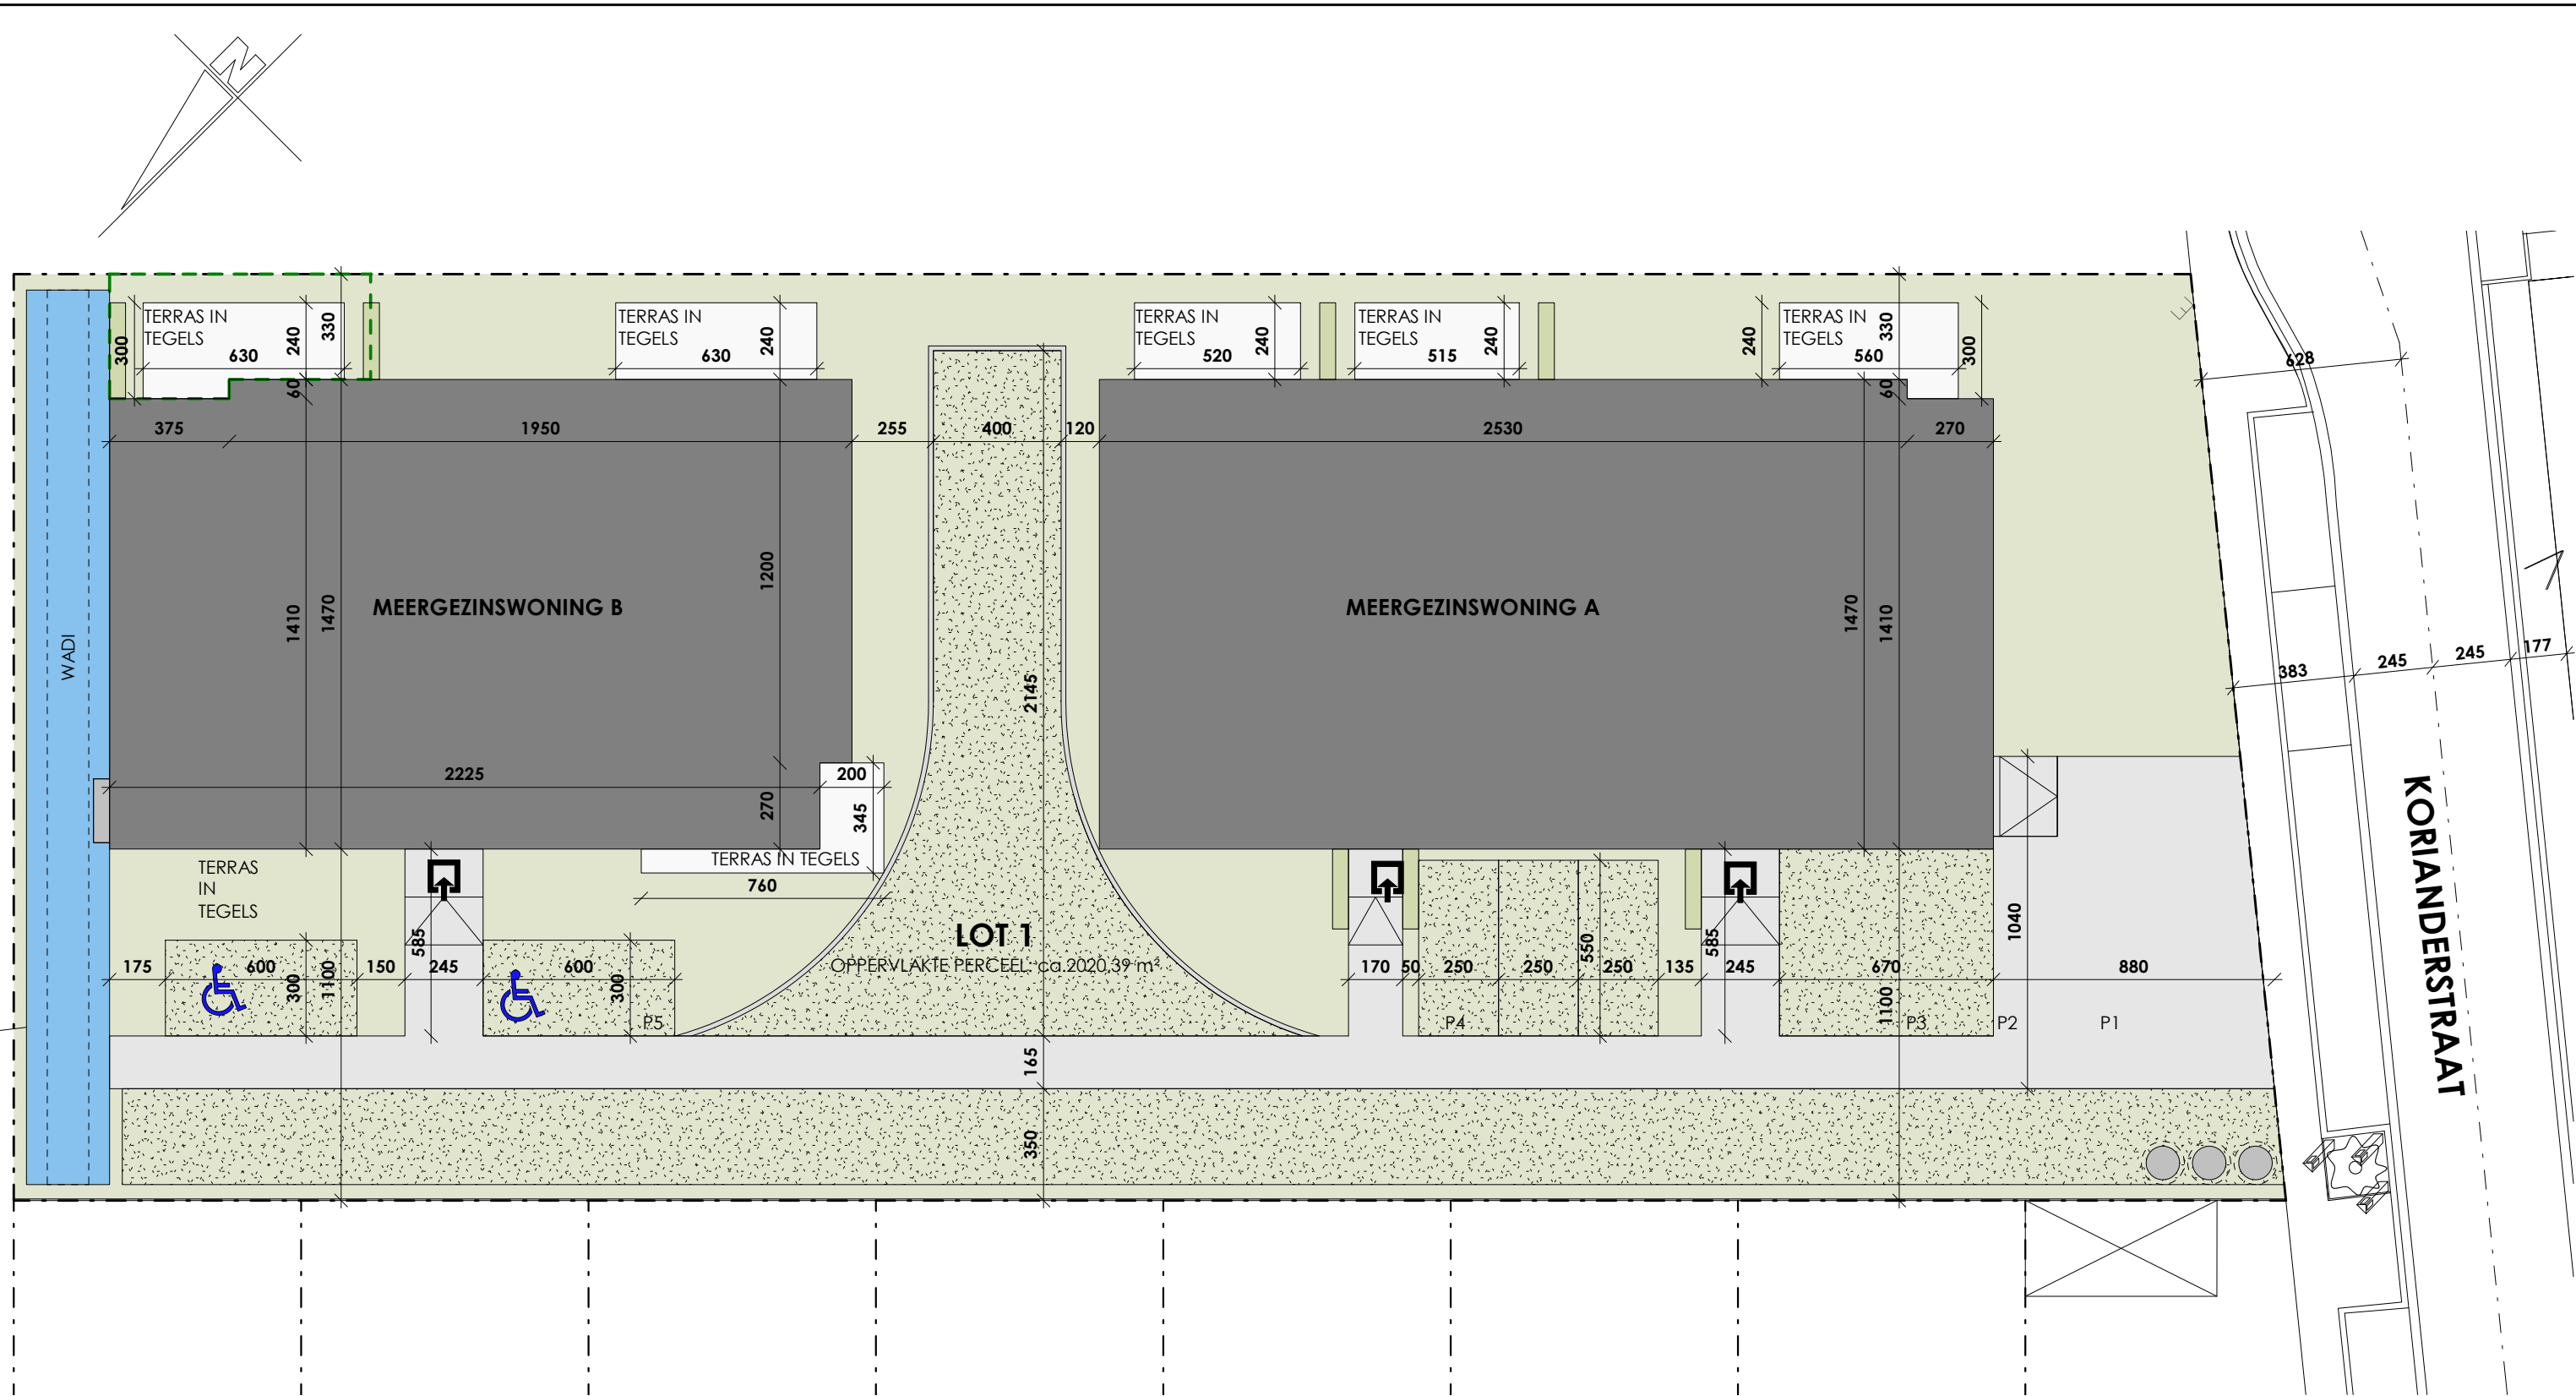 N
TERRAS IN
TEGELS
300
630
240
330
60
TERRAS IN
TEGELS
630
240
TERRAS IN
TEGELS
520
240
TERRAS IN
TEGELS
515
240
240
TERRAS IN
TEGELS
560
330
300
60
628
375
1950
255
400
120
2530
270
WADI
1410
1470
MEERGEZINSWONING B
1200
2145
MEERGEZINSWONING A
1470
1410
383
245
245
177
2225
200
270
345
TERRAS IN TEGELS
760
TERRAS
IN
TEGELS
KORIANDERSTRAAT
LOT 1
OPPERVLAKTE PERCEEL: ca.2020,39 m²
175
600
300
1100
150
585
245
600
300
P5
170
50
250
250
550
250
135
585
245
670
1100
1040
880
P4
P3
P2
P1
165
350